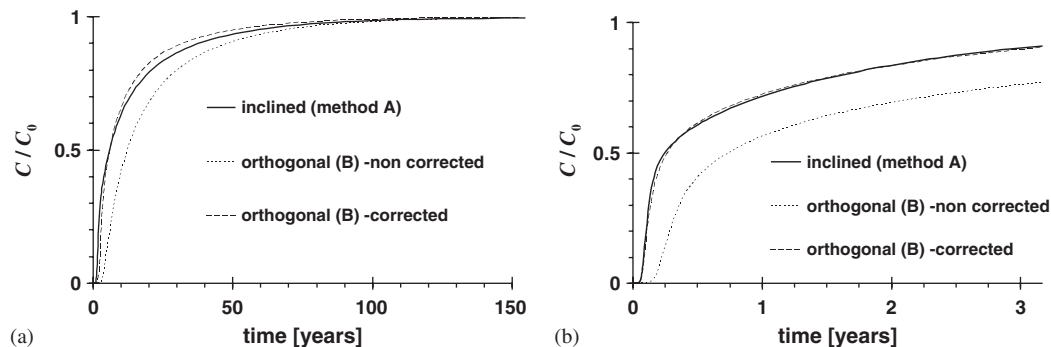 1
0.5
0
C / C0
inclined (method A)
orthogonal (B) -non corrected
orthogonal (B) -corrected
0
50
100
150
time [years]
(a)
1
0.5
0
C / C0
inclined (method A)
orthogonal (B) -non corrected
orthogonal (B) -corrected
0
1
2
3
time [years]
(b)